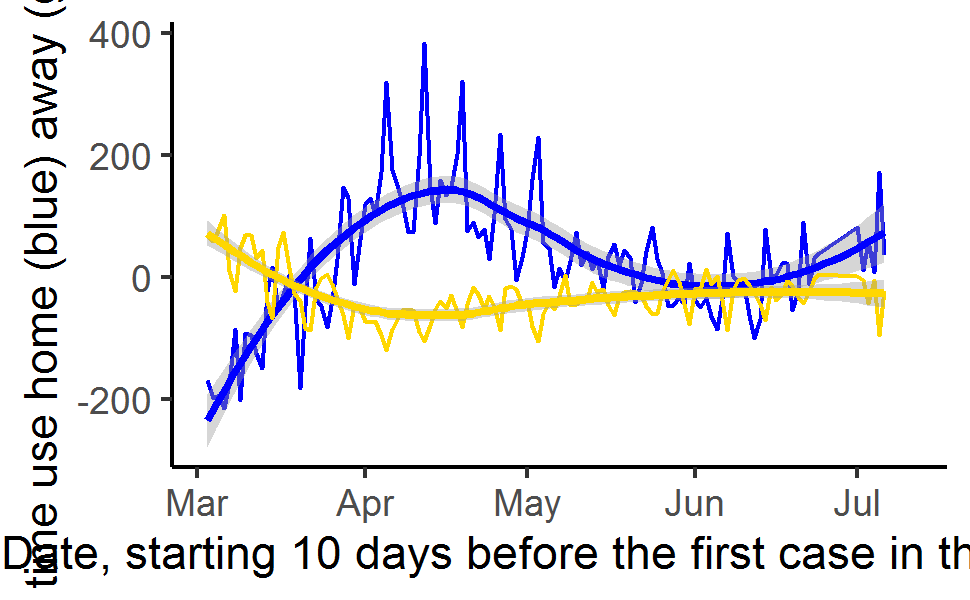 time use home (blue) away (
400
200
0
-200
Mar Apr May Jun Jul
Date, starting 10 days before the first case in th